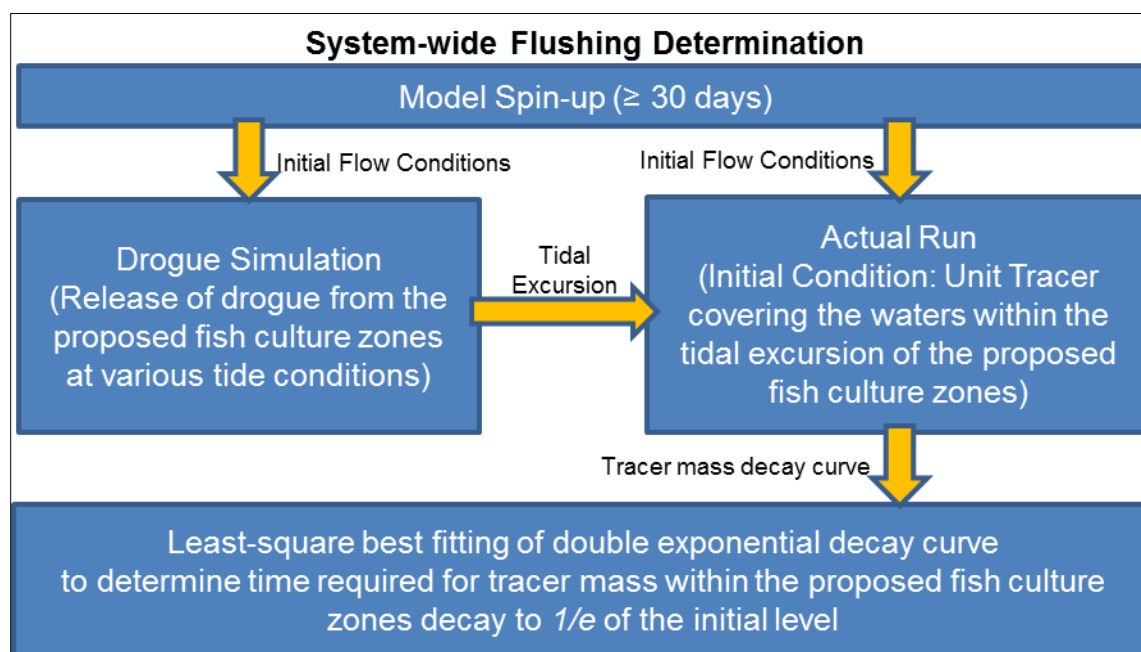 System-wide Flushing Determination
Model Spin-up (≥ 30 days)
Initial Flow Conditions
Initial Flow Conditions
Drogue Simulation
(Release of drogue from the
proposed fish culture zones
at various tide conditions)
Tidal
Excursion
Actual Run
(Initial Condition: Unit Tracer
covering the waters within the
tidal excursion of the proposed
fish culture zones)
Tracer mass decay curve
Least-square best fitting of double exponential decay curve
to determine time required for tracer mass within the proposed fish culture
zones decay to 1/e of the initial level